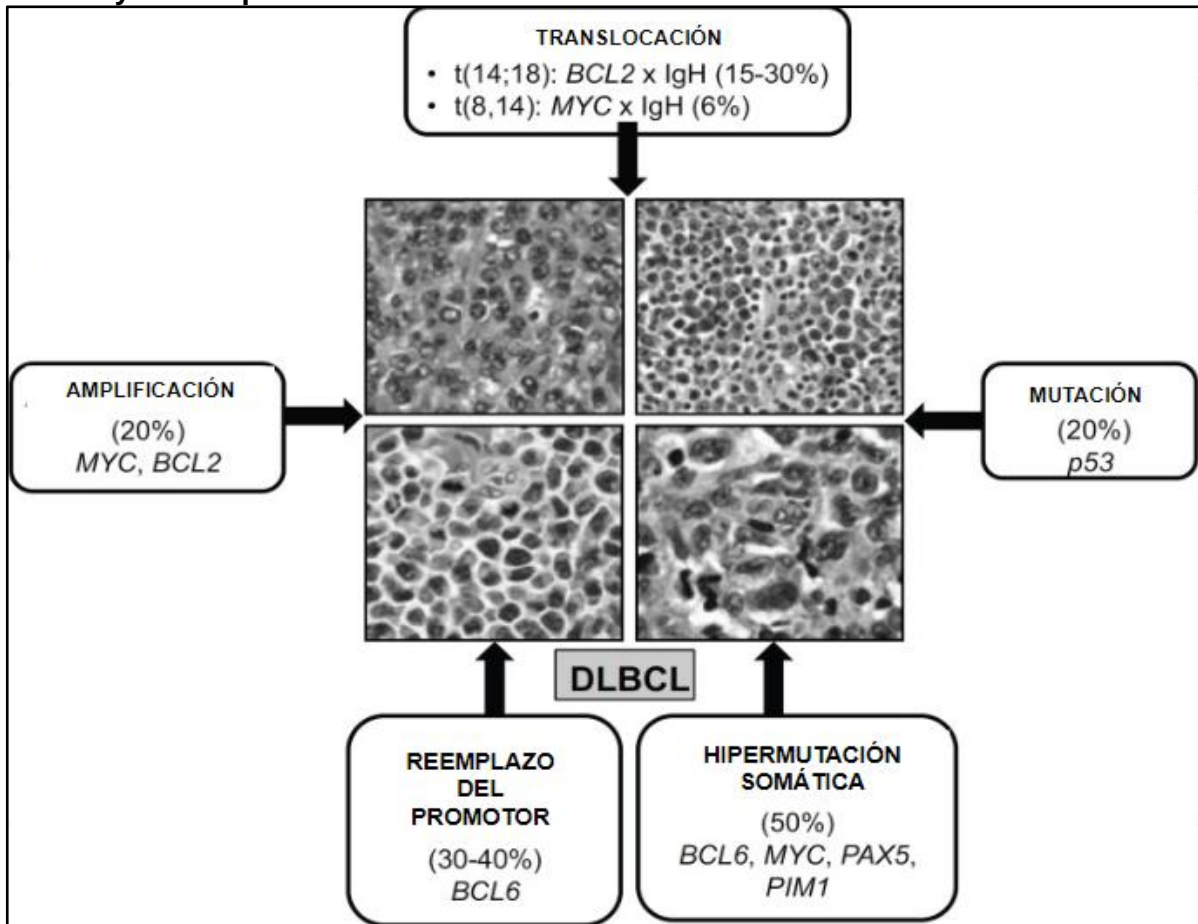 TRANSLOCACIÓN
• t(14;18): BCL2 x IgH (15-30%)
• t(8,14): MYC x IgH (6%)
AMPLIFICACIÓN
(20%)
MYC, BCL2
MUTACIÓN
(20%)
p53
DLBCL
REEMPLAZO
DEL
PROMOTOR
(30-40%)
BCL6
HIPERMUTACIÓN
SOMÁTICA
(50%)
BCL6, MYC, PAX5,
PIM1